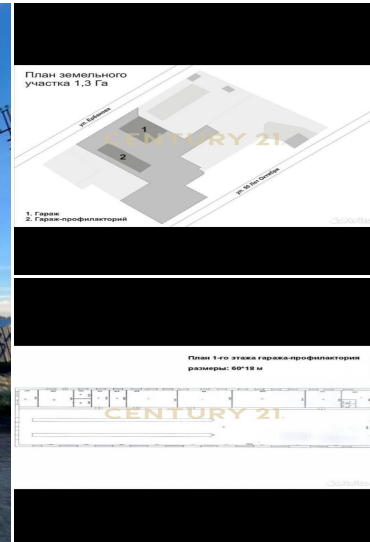 План земельного
участка 1,3 Га
ул. Ербанова
1
CENTURY 21.
2
ул. 50 Лет Октября
1. Гараж
2. Гараж-профилакторий
План 1-го этажа гаража-профилактория
размеры: 60*18 м
CENTURY 21.